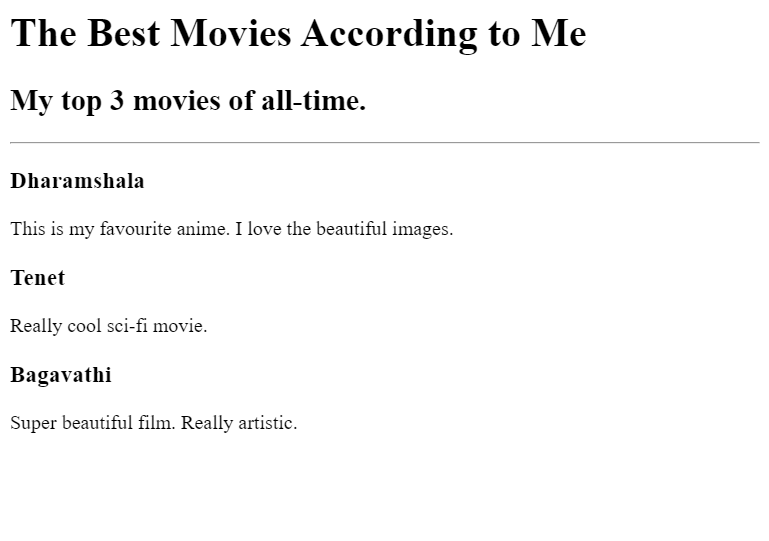 The Best Movies According to Me
My top 3 movies of all-time.
Dharamshala
This is my favourite anime. I love the beautiful images.
Tenet
Really cool sci-fi movie.
Bagavathi
Super beautiful film. Really artistic.